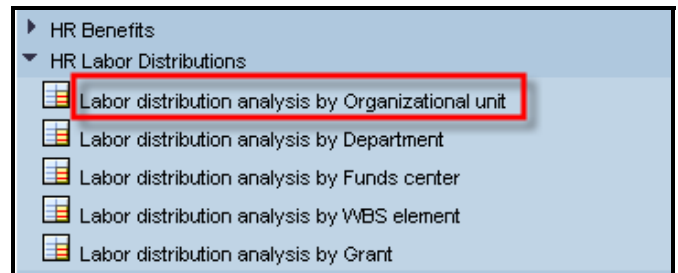 HR Benefits
HR Labor Distributions
Labor distribution analysis by Organizational unit
Labor distribution analysis by Department
Labor distribution analysis by Funds center
Labor distribution analysis by WBS element
Labor distribution analysis by Grant